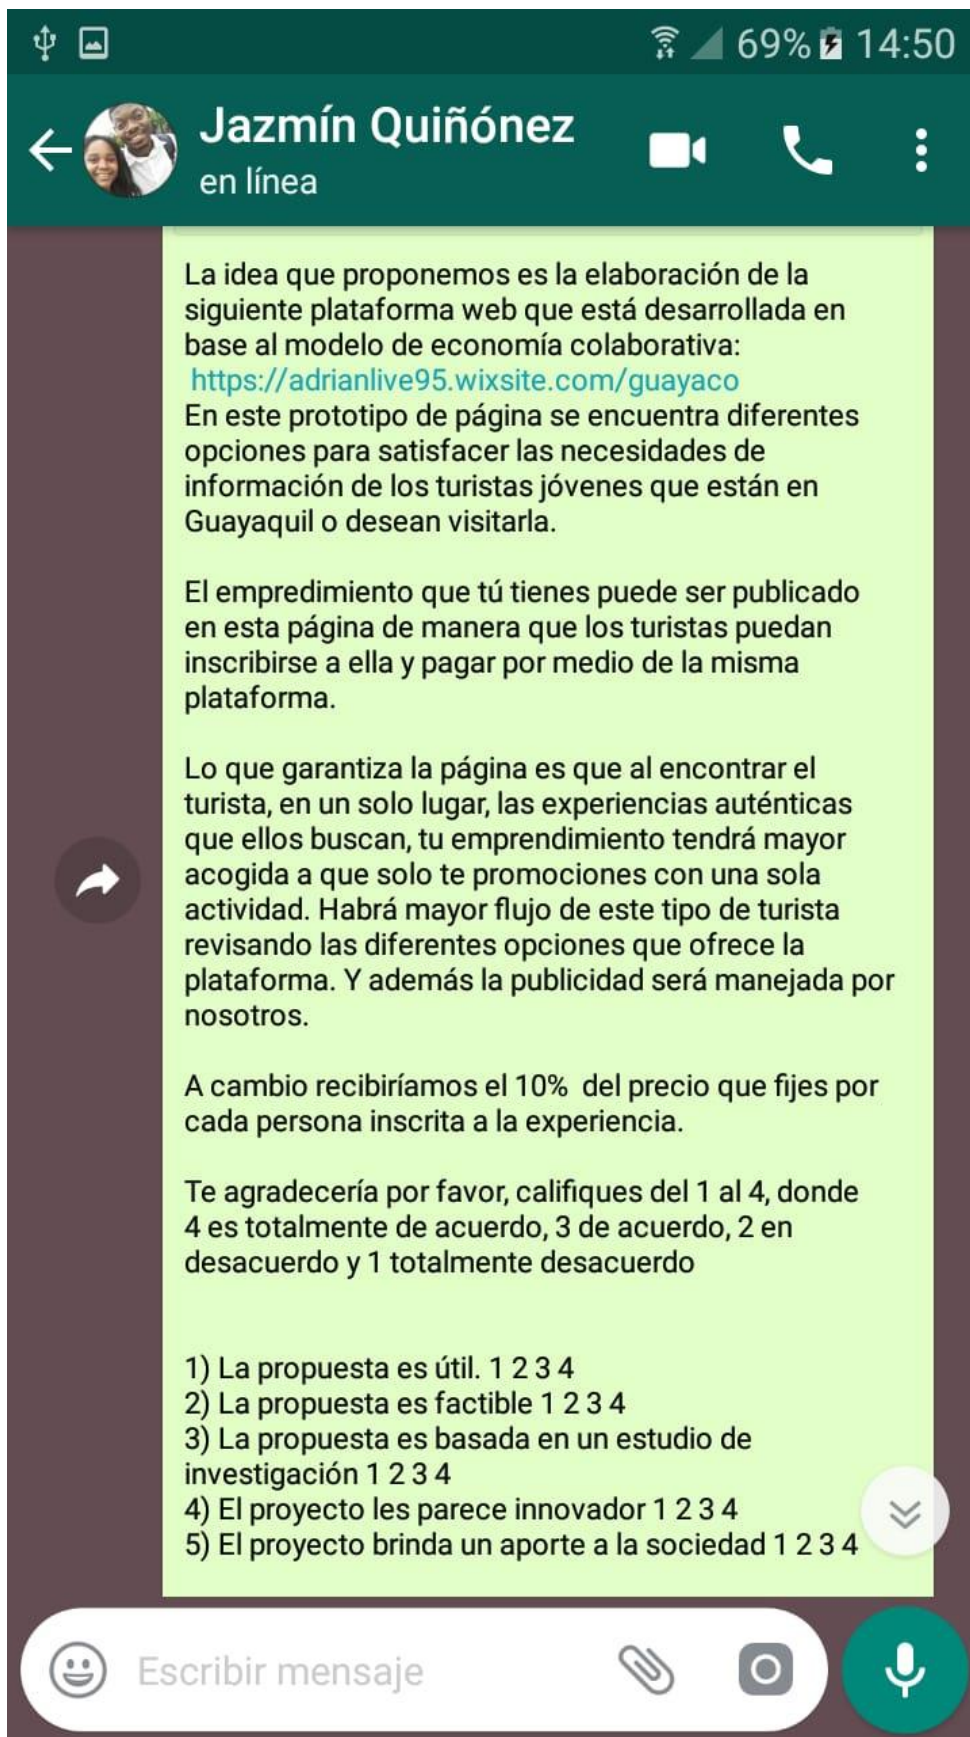 69% 14:50
Jazmín Quiñónez
en línea
La idea que proponemos es la elaboración de la
siguiente plataforma web que está desarrollada en
base al modelo de economía colaborativa:
https://adrianlive95.wixsite.com/guayaco
En este prototipo de página se encuentra diferentes
opciones para satisfacer las necesidades de
información de los turistas jóvenes que están en
Guayaquil o desean visitarla.
El empredimiento que tú tienes puede ser publicado
en esta página de manera que los turistas puedan
inscribirse a ella y pagar por medio de la misma
plataforma.
Lo que garantiza la página es que al encontrar el
turista, en un solo lugar, las experiencias auténticas
que ellos buscan, tu emprendimiento tendrá mayor
acogida a que solo te promociones con una sola
actividad. Habrá mayor flujo de este tipo de turista
revisando las diferentes opciones que ofrece la
plataforma. Y además la publicidad será manejada por
nosotros.
A cambio recibiríamos el 10% del precio que fijes por
cada persona inscrita a la experiencia.
Te agradecería por favor, califiques del 1 al 4, donde
4 es totalmente de acuerdo, 3 de acuerdo, 2 en
desacuerdo y 1 totalmente desacuerdo
1) La propuesta es útil. 1 2 3 4
2) La propuesta es factible 1 2 3 4
3) La propuesta es basada en un estudio de
investigación 1 2 3 4
4) El proyecto les parece innovador 1 2 3 4
5) El proyecto brinda un aporte a la sociedad 1 2 3 4
Escribir mensaje